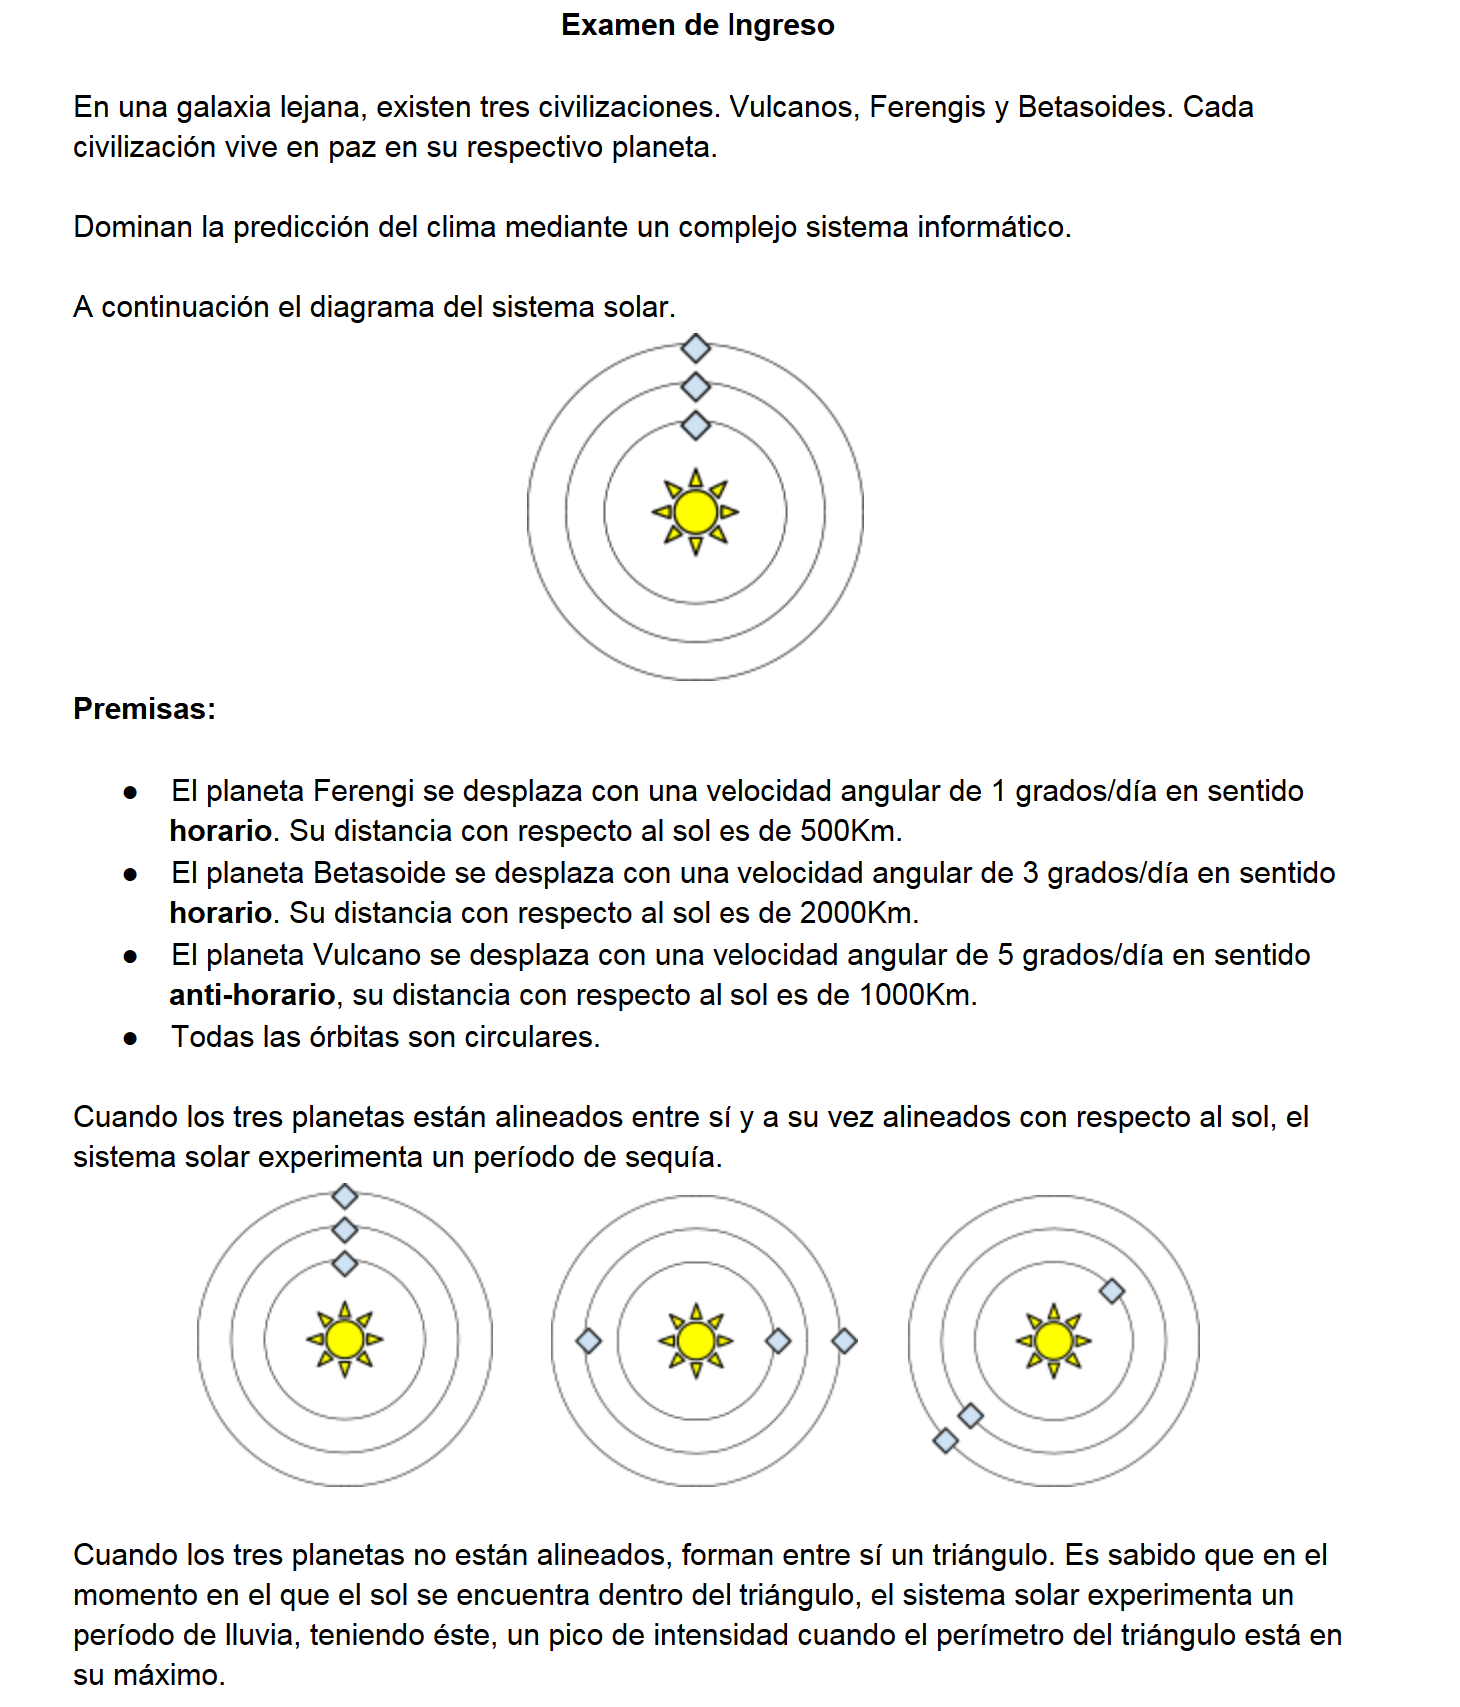 Examen de Ingreso
En una galaxia lejana, existen tres civilizaciones. Vulcanos, Ferengis y Betasoides. Cada
civilización vive en paz en su respectivo planeta.
Dominan la predicción del clima mediante un complejo sistema informático.
A continuación el diagrama del sistema solar.
Premisas:
● El planeta Ferengi se desplaza con una velocidad angular de 1 grados/día en sentido
horario. Su distancia con respecto al sol es de 500Km.
● El planeta Betasoide se desplaza con una velocidad angular de 3 grados/día en sentido
horario. Su distancia con respecto al sol es de 2000Km.
● El planeta Vulcano se desplaza con una velocidad angular de 5 grados/día en sentido
anti-horario, su distancia con respecto al sol es de 1000Km.
● Todas las órbitas son circulares.
Cuando los tres planetas están alineados entre sí y a su vez alineados con respecto al sol, el
sistema solar experimenta un período de sequía.
Cuando los tres planetas no están alineados, forman entre sí un triángulo. Es sabido que en el
momento en el que el sol se encuentra dentro del triángulo, el sistema solar experimenta un
período de lluvia, teniendo éste, un pico de intensidad cuando el perímetro del triángulo está en
su máximo.